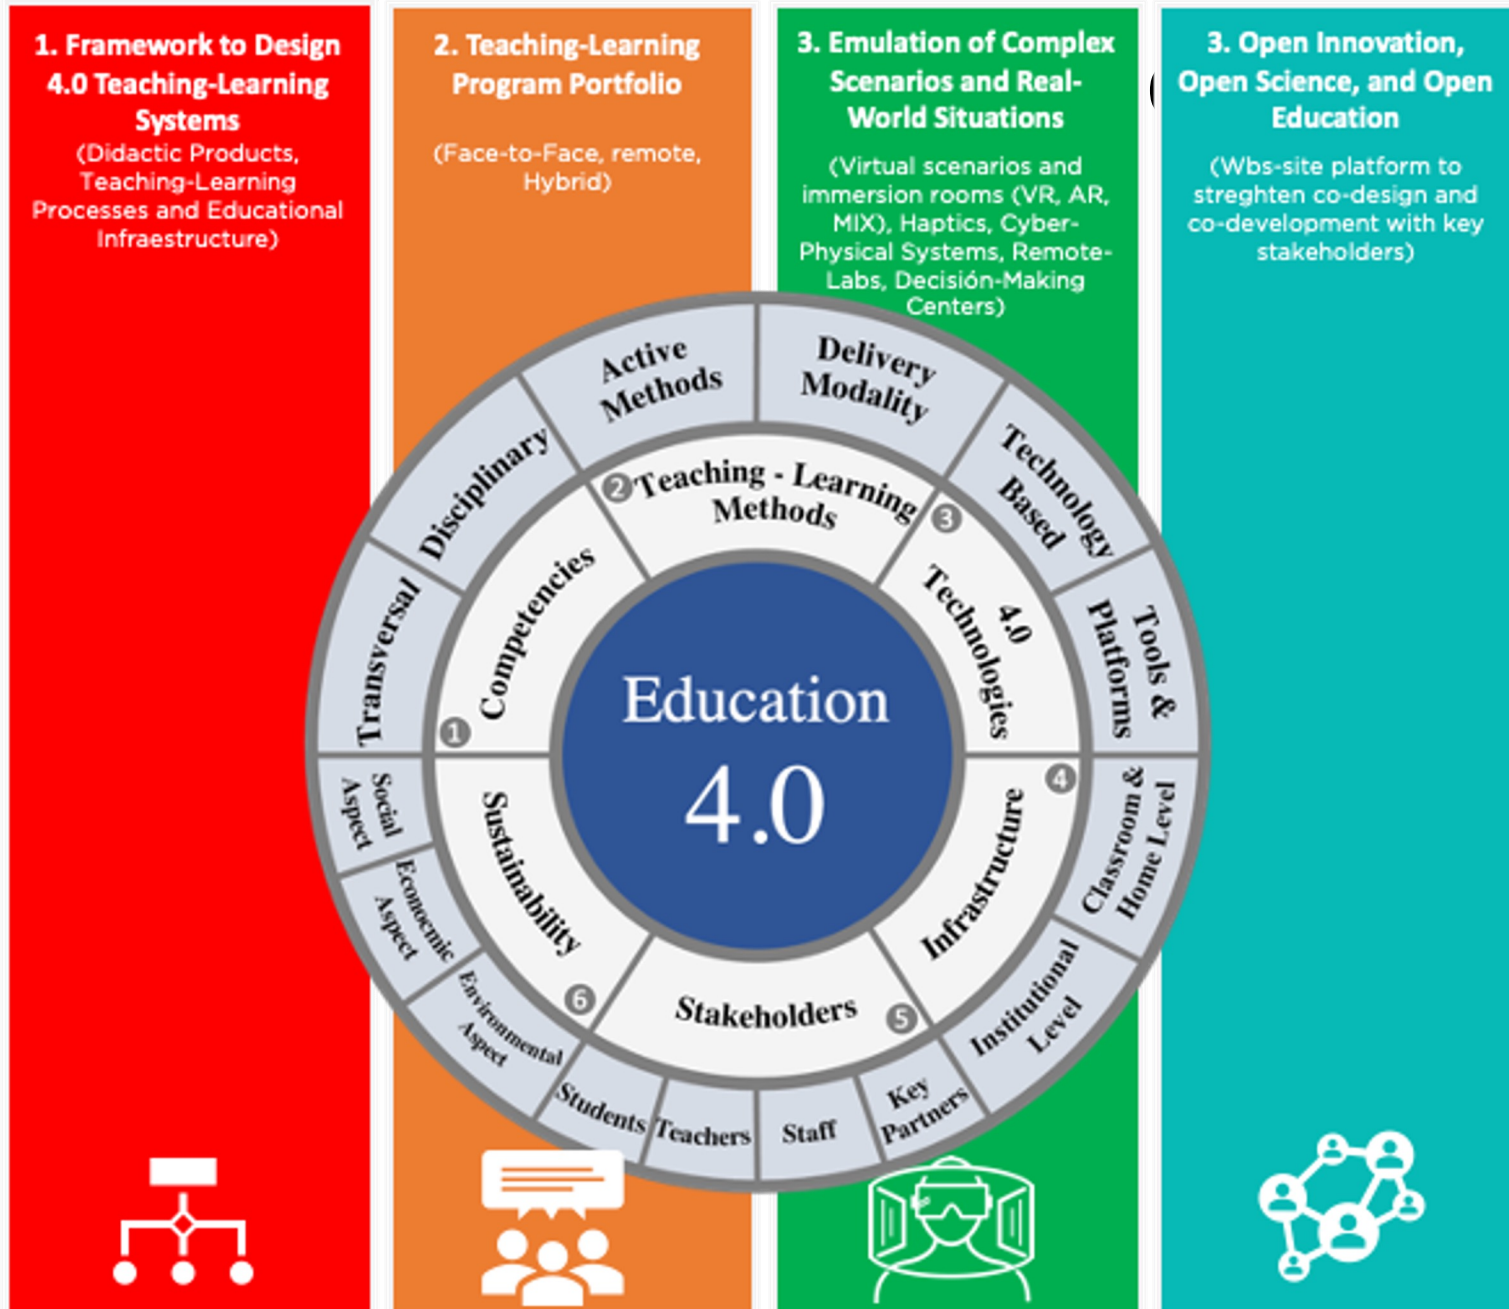 1. Framework to Design
4.0 Teaching-Learning
Systems
(Didactic Products,
Teaching-Learning
Processes and Educational
Infraestructure)
2. Teaching-Learning
Program Portfolio
(Face-to-Face, remote,
Hybrid)
3. Emulation of Complex
Scenarios and Real-
World Situations
(Virtual scenarios and
immersion rooms (VR, AR,
MIX), Haptics, Cyber-
Physical Systems, Remote-
Labs, Decisión-Making
Centers)
3. Open Innovation,
Open Science, and Open
Education
(Wbs-site platform to
streghten co-design and
co-development with key
stakeholders)
Education
4.0
1
Competencies
Transversal
Disciplinary
2
Teaching - Learning
Methods
Active
Methods
Delivery
Modality
3
4.0
Technologies
Technology
Based
Tools &
Platforms
4
Infrastructure
Classroom &
Home Level
Institutional
Level
5
Stakeholders
Key
Partners
Staff
Teachers
Students
6
Sustainability
Environmental
Aspect
Econocmic
Aspect
Social
Aspect